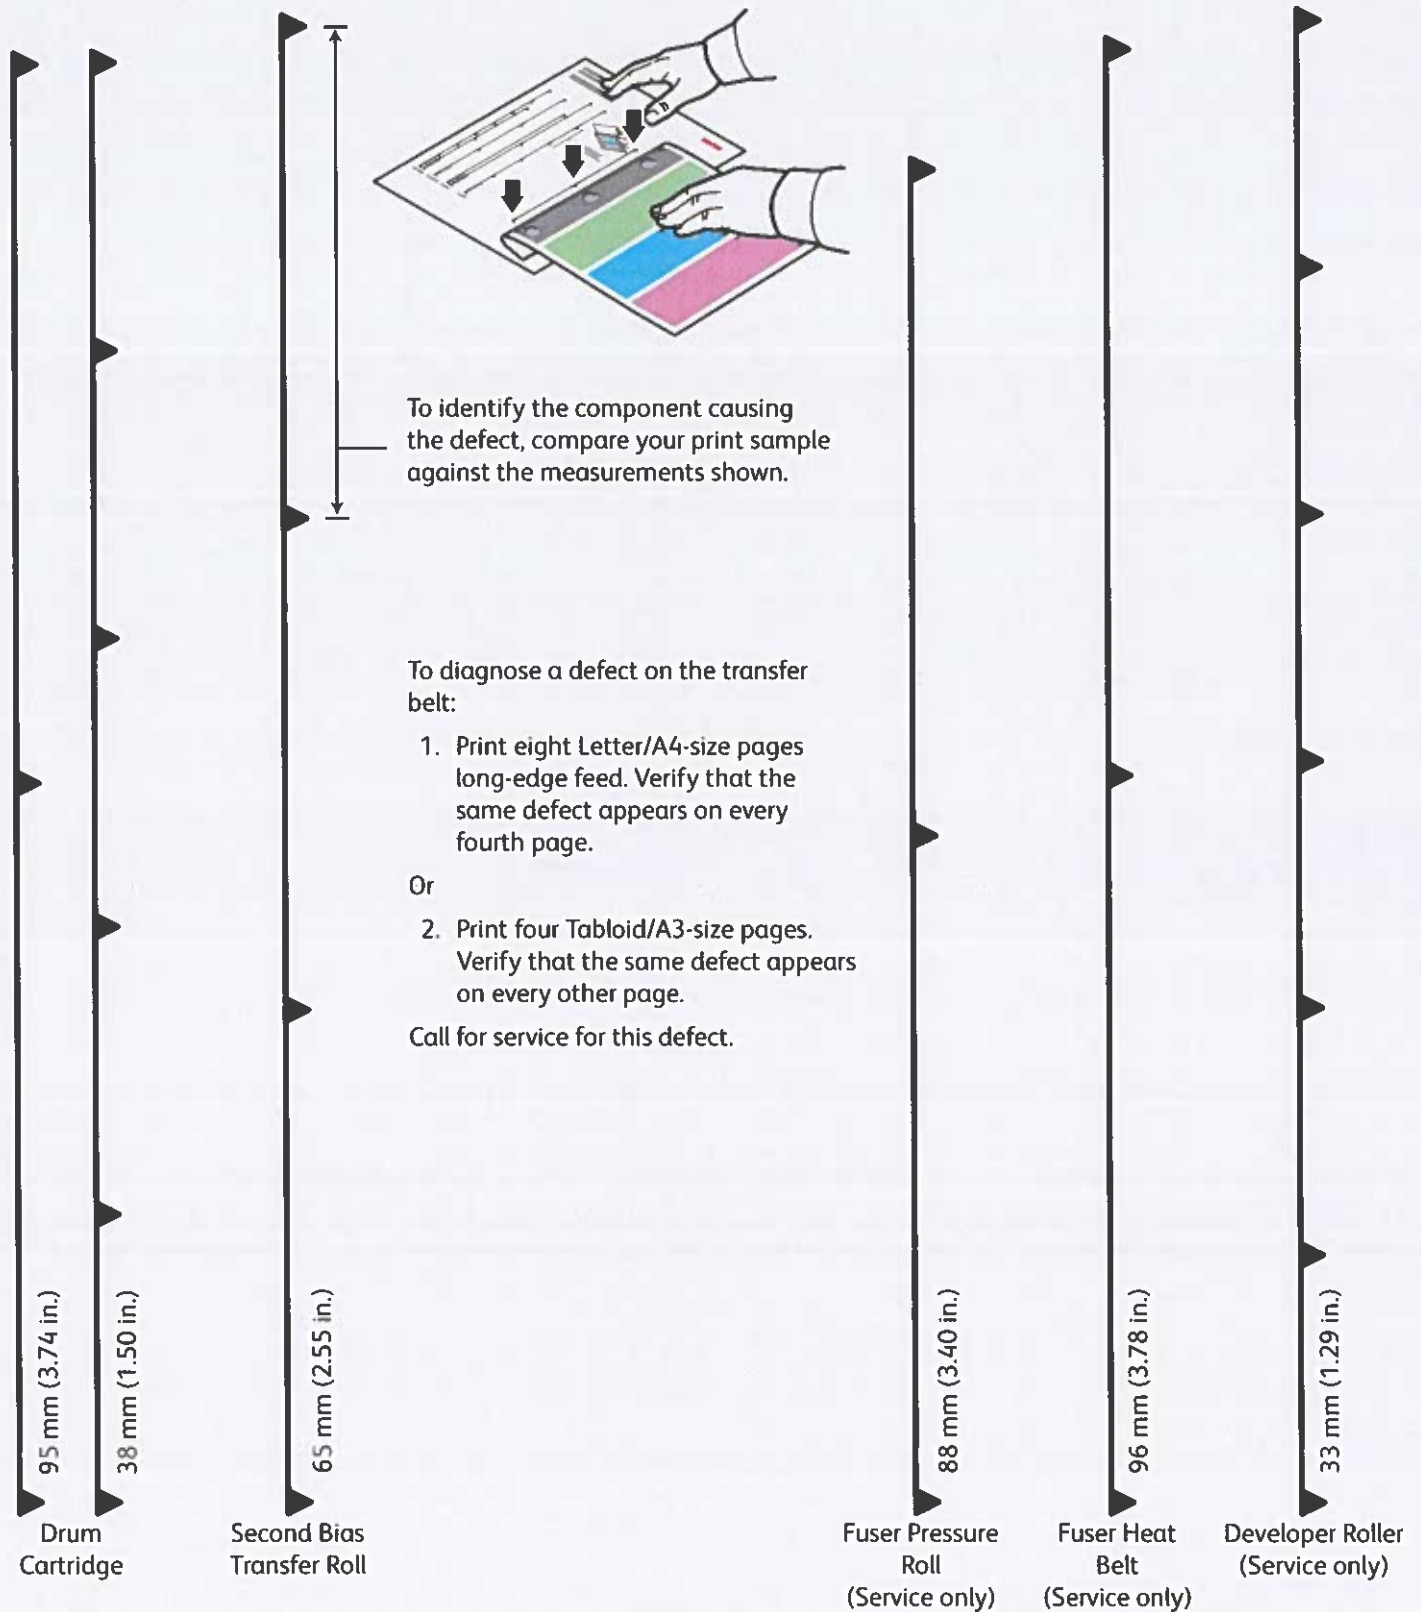 To identify the component causing
the defect, compare your print sample
against the measurements shown.
To diagnose a defect on the transfer
belt:
1. Print eight Letter/A4-size pages
long-edge feed. Verify that the
same defect appears on every
fourth page.
Or
2. Print four Tabloid/A3-size pages.
Verify that the same defect appears
on every other page.
Call for service for this defect.
95 mm (3.74 in.)
38 mm (1.50 in.)
65 mm (2.55 in.)
88 mm (3.40 in.)
96 mm (3.78 in.)
33 mm (1.29 in.)
Drum
Cartridge
Second Bias
Transfer Roll
Fuser Pressure
Roll
(Service only)
Fuser Heat
Belt
(Service only)
Developer Roller
(Service only)